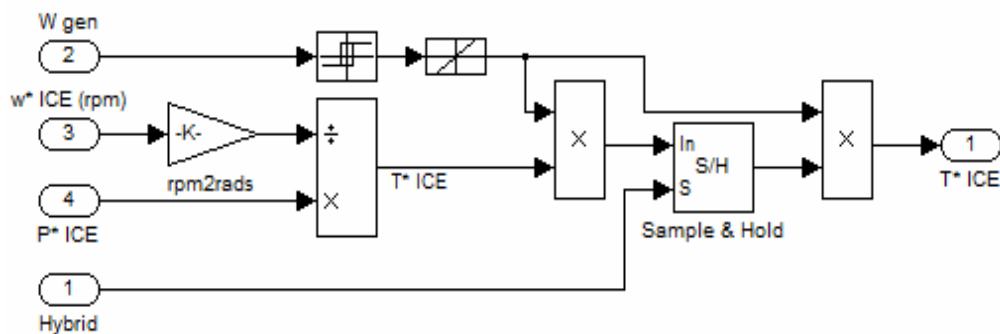 W gen
2
w* ICE (rpm)
3
-K-
rpm2rads
÷
×
T* ICE
×
In
S/H
S
Sample & Hold
×
1
T* ICE
4
P* ICE
1
Hybrid